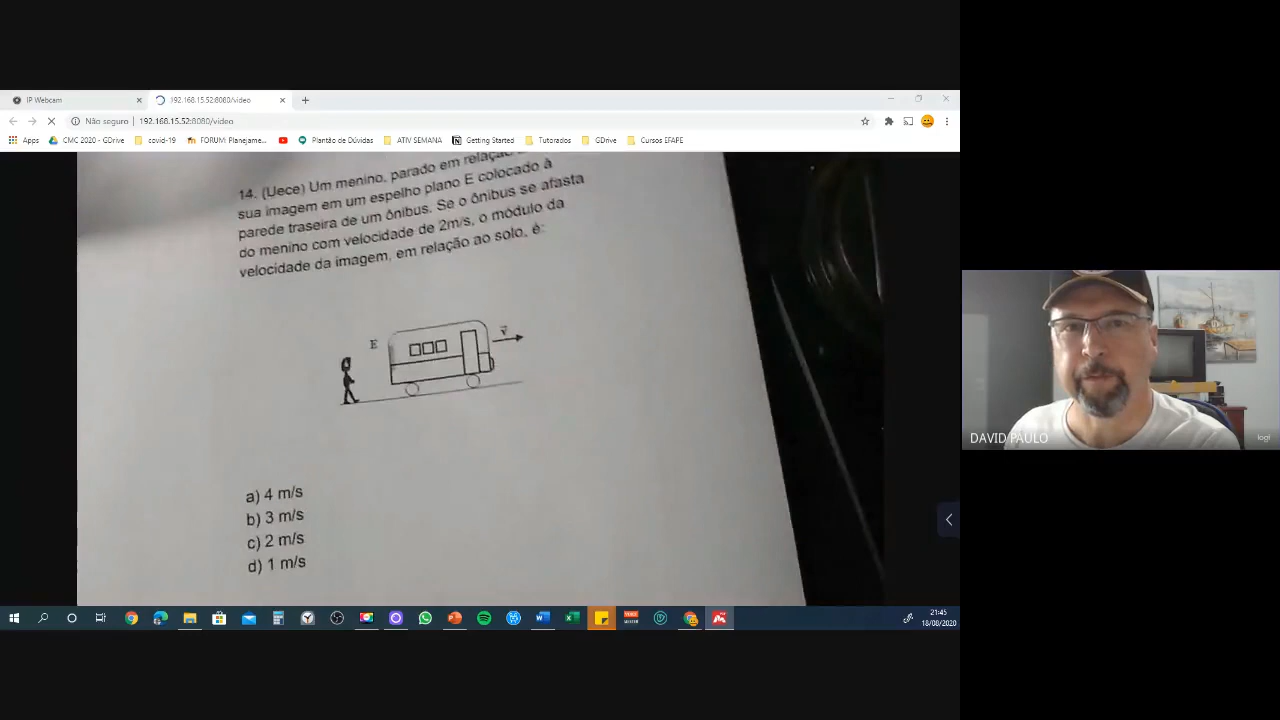 IP Webcam
192.168.15.52:8080/video
Não seguro
192.168.15.52:8080/video
Apps
CMC 2020 - GDrive
covid-19
FORUM: Planejame...
Plantão de Dúvidas
ATIV SEMANA
Getting Started
Tutorados
GDrive
Cursos EFAPE
14. (Uece) Um menino, parado em relação
sua imagem em um espelho plano E colocado à
parede traseira de um ônibus. Se o ônibus se afasta
do menino com velocidade de 2m/s, o módulo da
velocidade da imagem, em relação ao solo, é:
E
v
a) 4 m/s
b) 3 m/s
c) 2 m/s
d) 1 m/s
DAVID PAULO
logi
21:45
18/08/2020